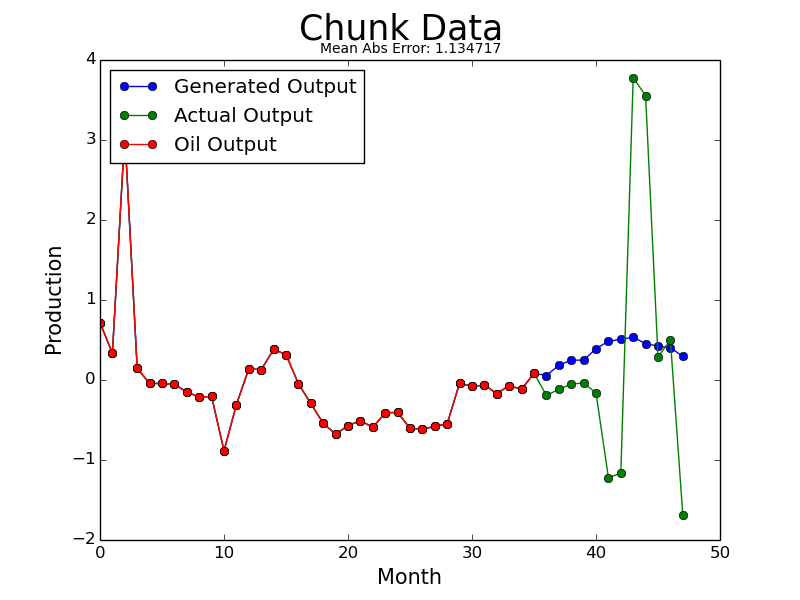 Chunk Data
Mean Abs Error: 1.134717
Generated Output
Actual Output
Oil Output
4
3
2
1
0
−1
−2
Production
0 10 20 30 40 50
Month